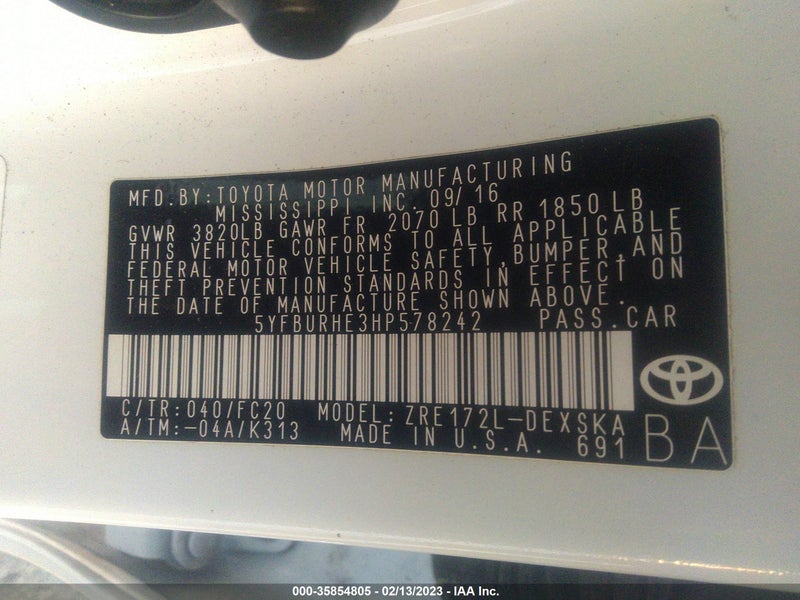 MFD.BY:TOYOTA MOTOR MANUFACTURING
MISSISSIPPI INC. 09/16
GVWR 3820LB GAWR FR 2070 LB RR 1850 LB
THIS VEHICLE CONFORMS TO ALL APPLICABLE
FEDERAL MOTOR VEHICLE SAFETY,BUMPER,AND
THEFT PREVENTION STANDARDS IN EFFECT ON
THE DATE OF MANUFACTURE SHOWN ABOVE.
5YFBURHE3HP578242 PASS.CAR
C/TR:040/FC20 MODEL:ZRE172L-DEXSKA
A/TM:-04A/K313 MADE IN U.S.A. 691
BA
000-35854805 - 02/13/2023 - IAA Inc.